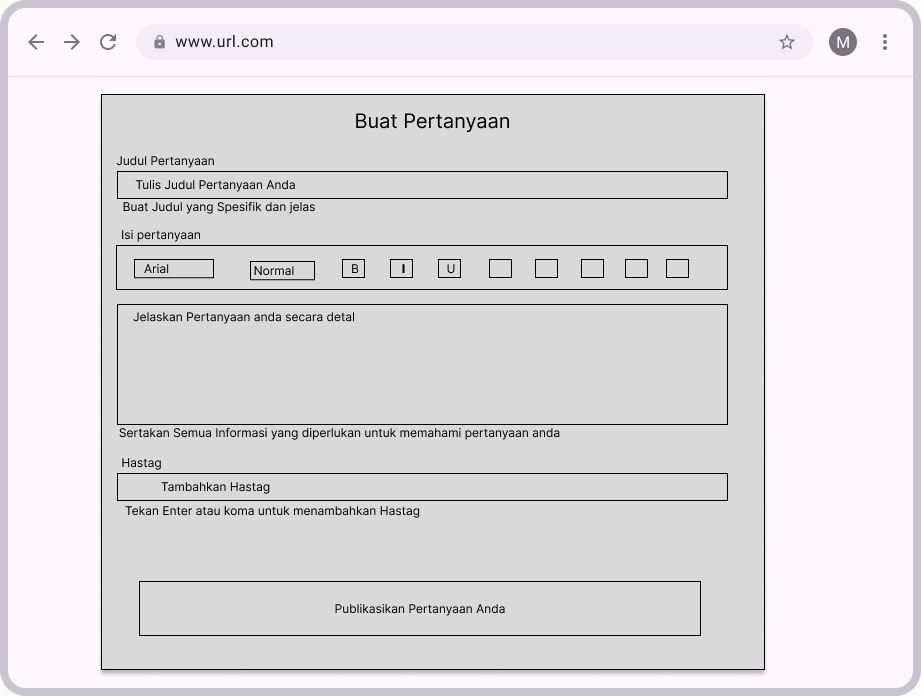 www.url.com
M
Buat Pertanyaan
Judul Pertanyaan
Tulis Judul Pertanyaan Anda
Buat Judul yang Spesifik dan jelas
Isi pertanyaan
Arial Normal B I U
Jelaskan Pertanyaan anda secara detal
Sertakan Semua Informasi yang diperlukan untuk memahami pertanyaan anda
Hastag
Tambahkan Hastag
Tekan Enter atau koma untuk menambahkan Hastag
Publikasikan Pertanyaan Anda